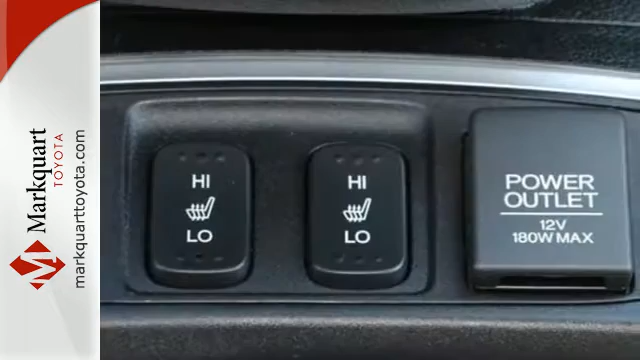 Markquart
TOYOTA
markquarttoyota.com
HI
LO
HI
LO
POWER
OUTLET
12V
180W MAX